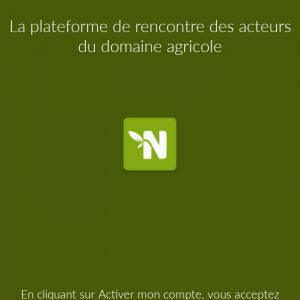 La plateforme de rencontre des acteurs
du domaine agricole
N
En cliquant sur Activer mon compte, vous acceptez